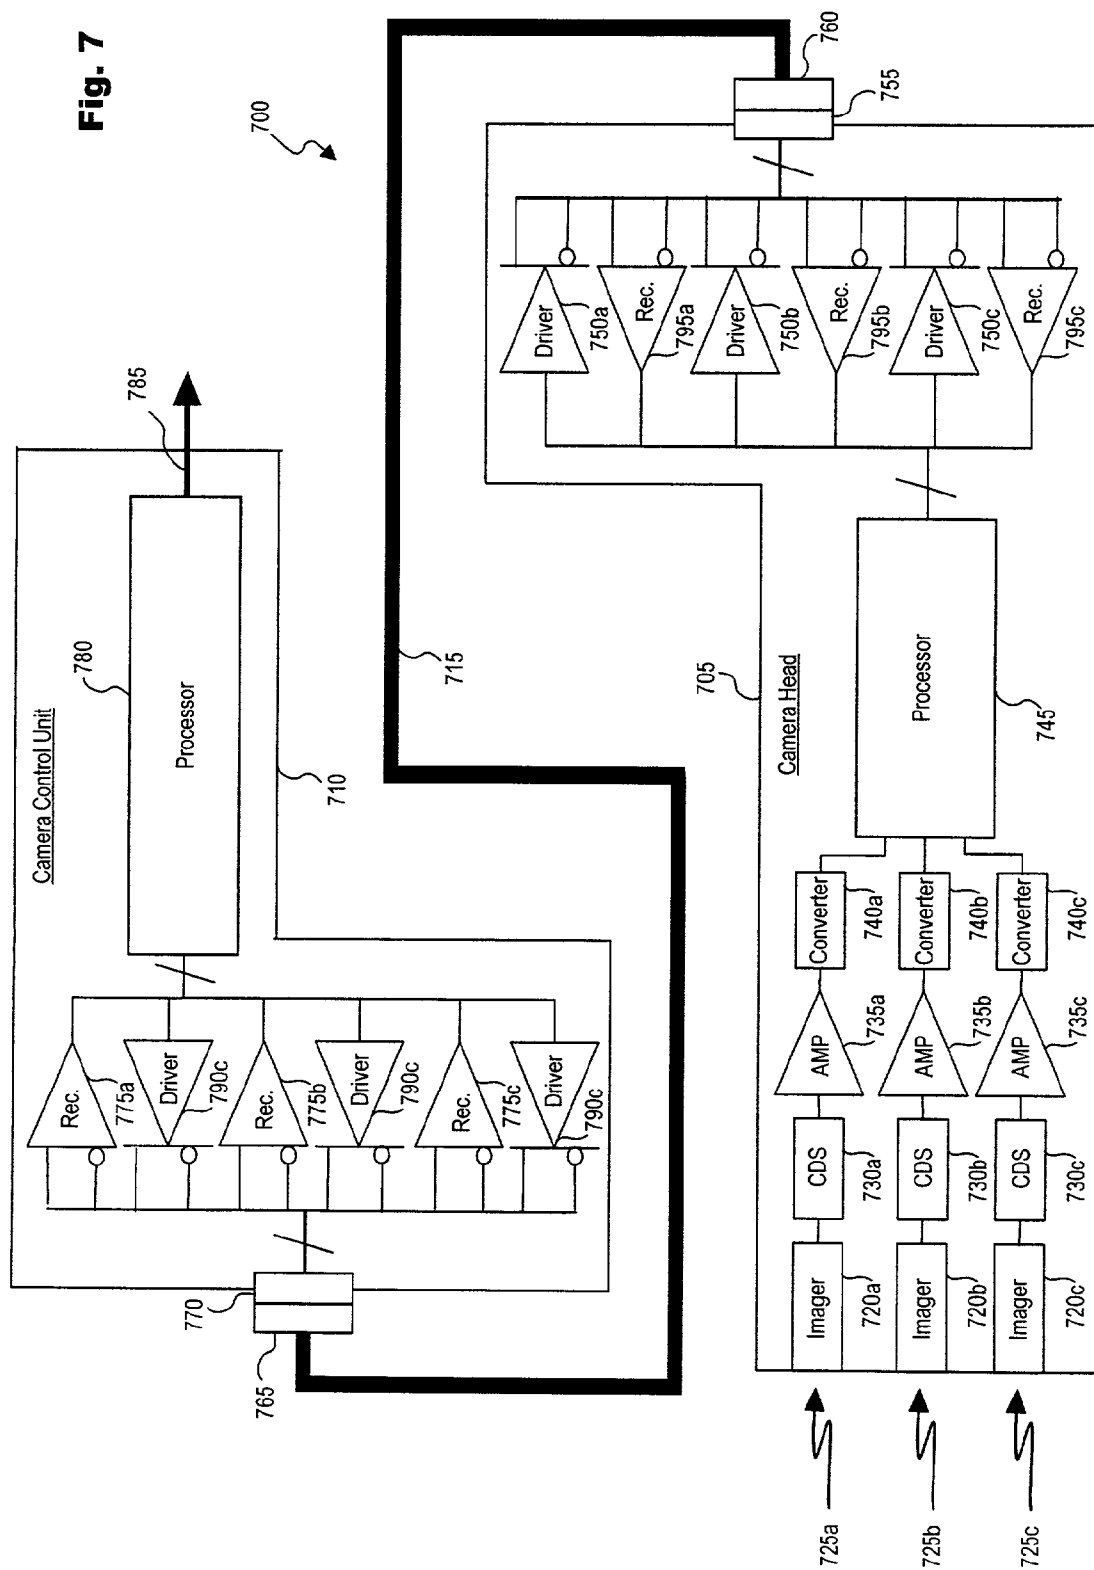 Fig. 7
700
Camera Control Unit
780
Processor
785
710
Rec.
775a
Driver
790c
Rec.
775b
Driver
790c
Rec.
775c
Driver
790c
770
765
715
760
755
705
Camera Head
Driver
750a
Rec.
795a
Driver
750b
Rec.
795b
Driver
750c
Rec.
795c
Processor
745
725a
Imager
720a
CDS
730a
AMP
735a
Converter
740a
725b
Imager
720b
CDS
730b
AMP
735b
Converter
740b
725c
Imager
720c
CDS
730c
AMP
735c
Converter
740c